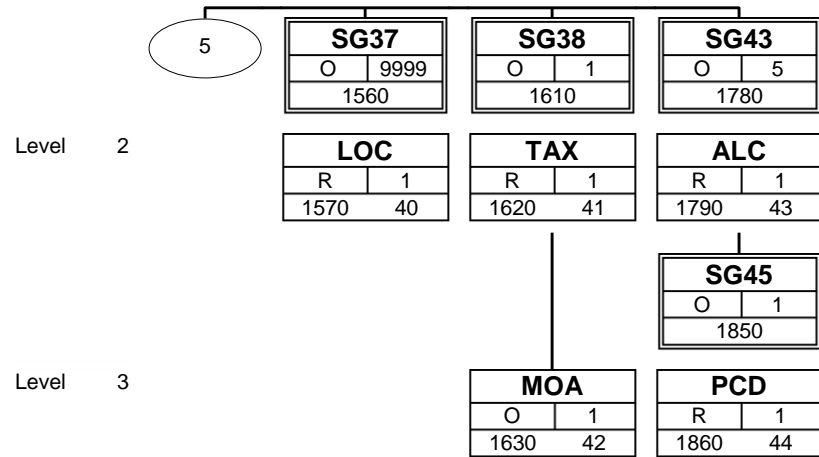 5
SG37 SG38 SG43
O 9999 O 1 O 5
1560 1610 1780
Level 2 LOC TAX ALC
R 1 R 1 R 1
1570 40 1620 41 1790 43
SG45
O 1
1850
Level 3 MOA PCD
O 1 R 1
1630 42 1860 44